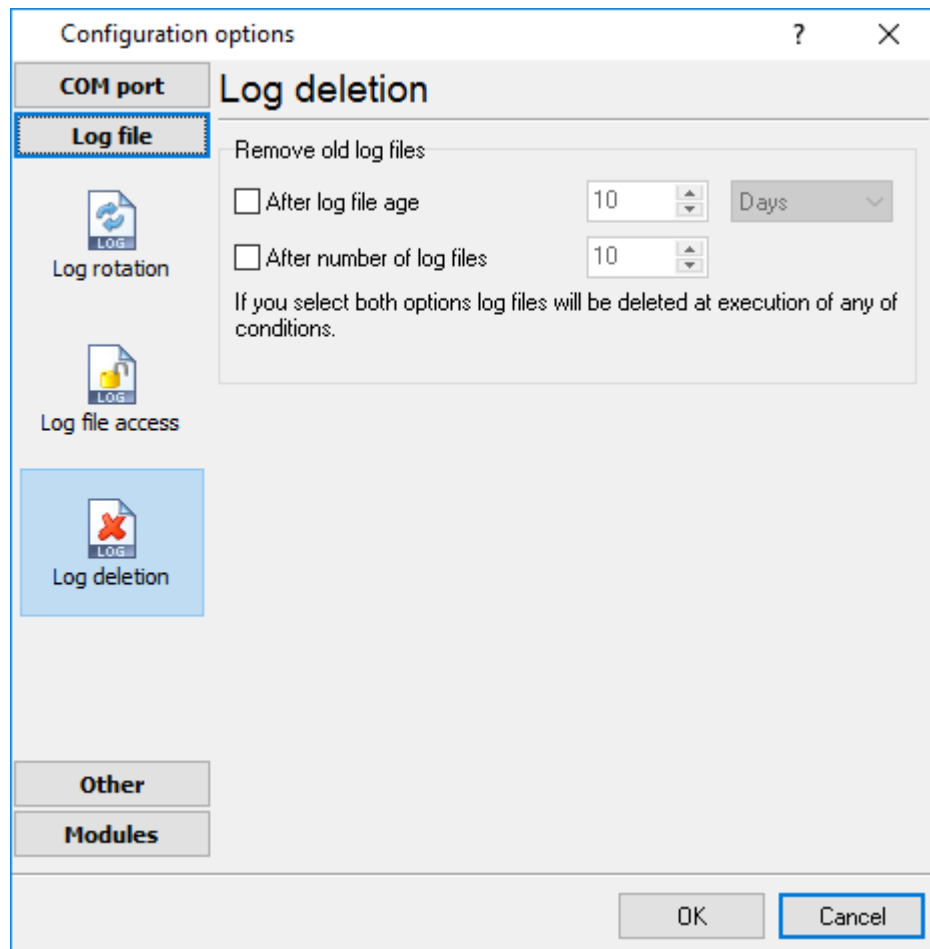 Configuration options
?
COM port
Log file
LOG
Log rotation
LOG
Log file access
LOG
Log deletion
Other
Modules
Log deletion
Remove old log files
After log file age 10 Days
After number of log files 10
If you select both options log files will be deleted at execution of any of
conditions.
OK Cancel